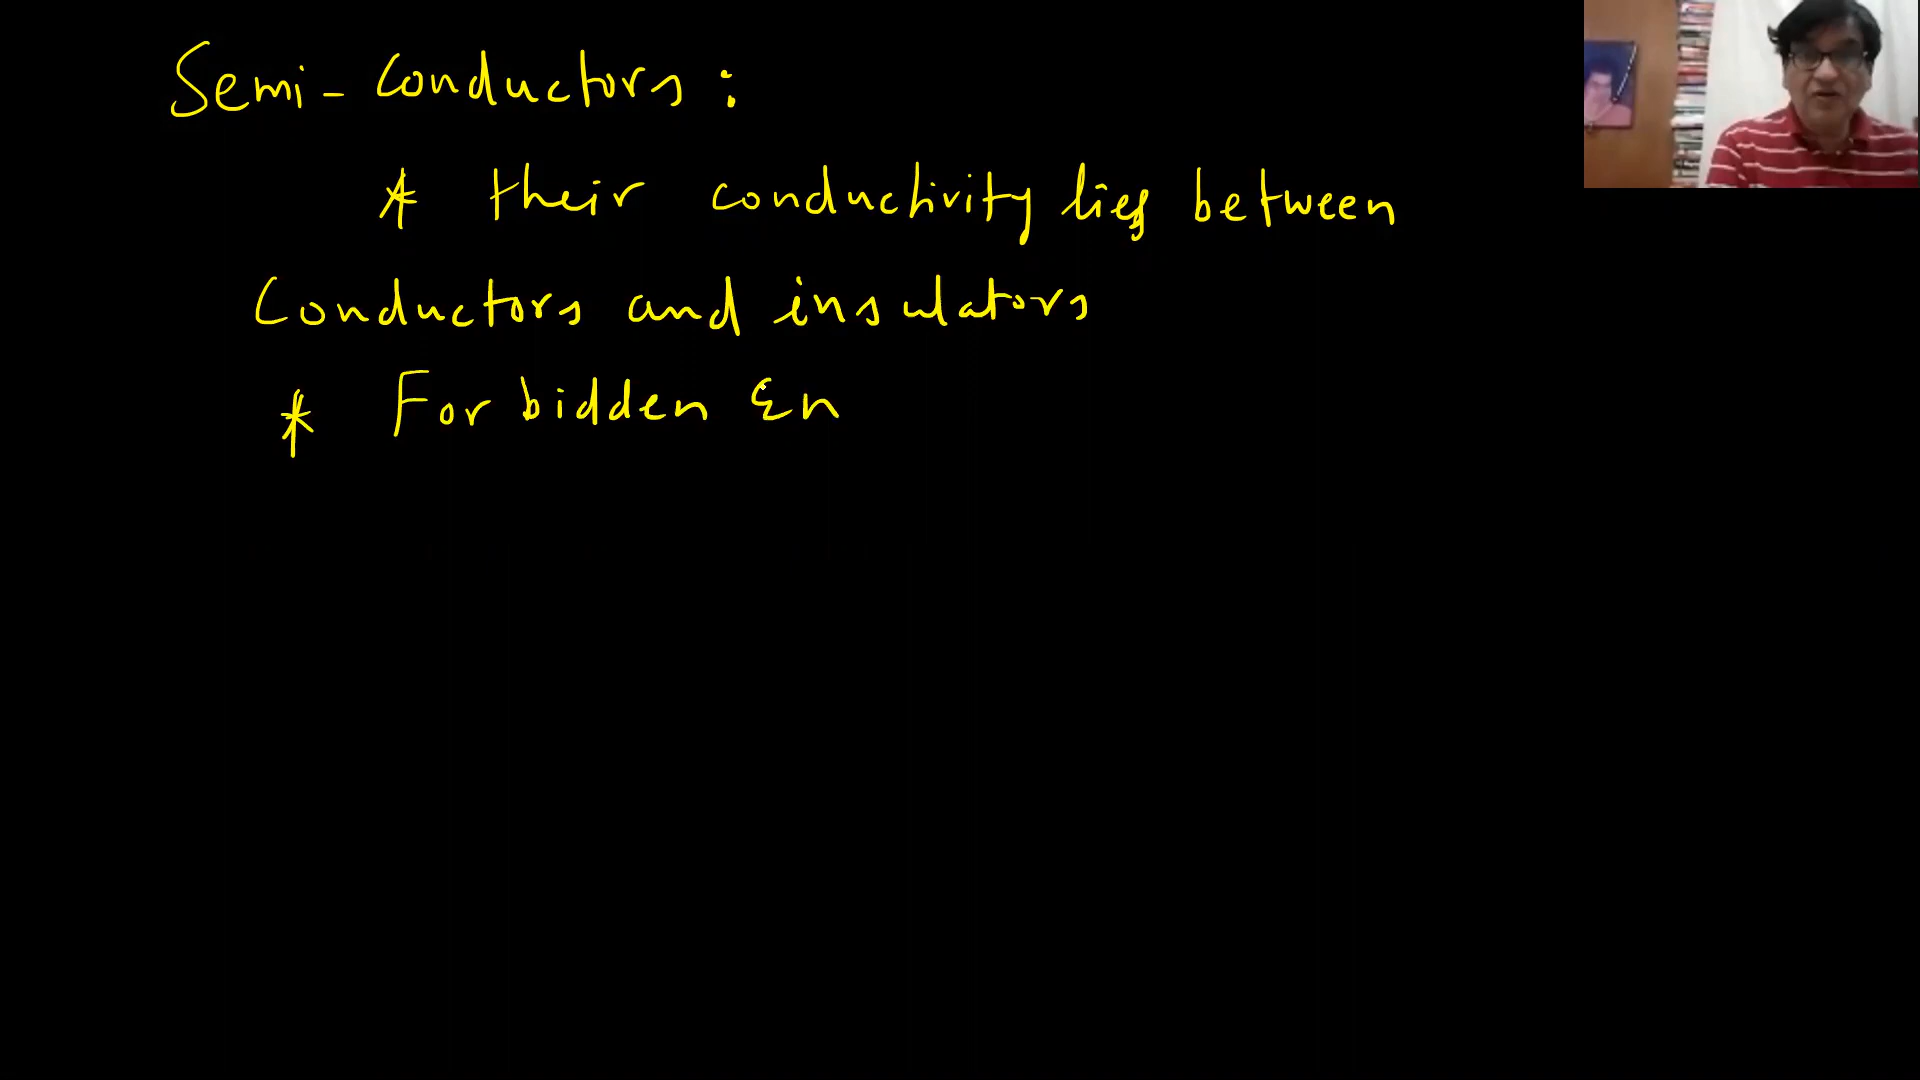 Semi-Conductors :
* their conductivity lies between
Conductors and insulators
* Forbidden En